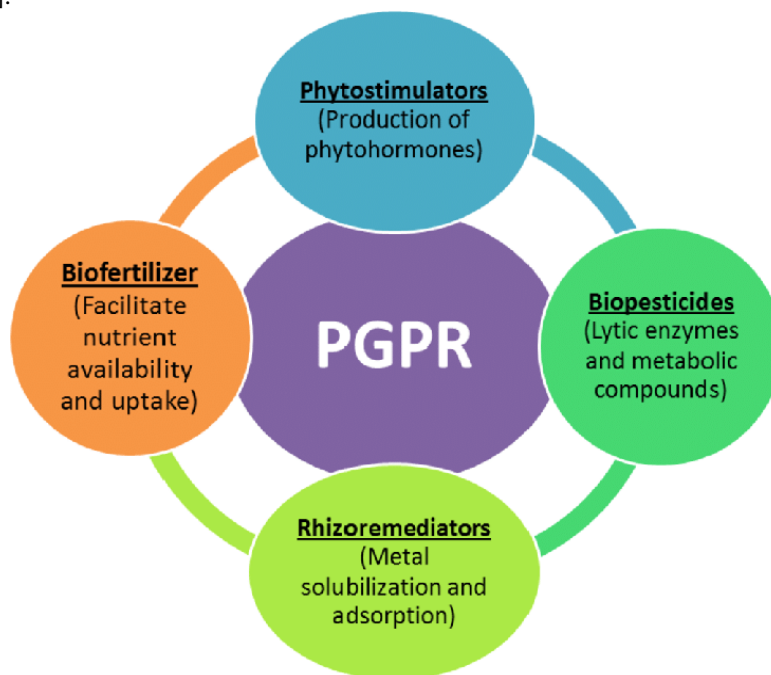 Phytostimulators
(Production of
phytohormones)
Biofertilizer
(Facilitate
nutrient
availability
and uptake)
PGPR
Biopesticides
(Lytic enzymes
and metabolic
compounds)
Rhizoremediators
(Metal
solubilization and
adsorption)